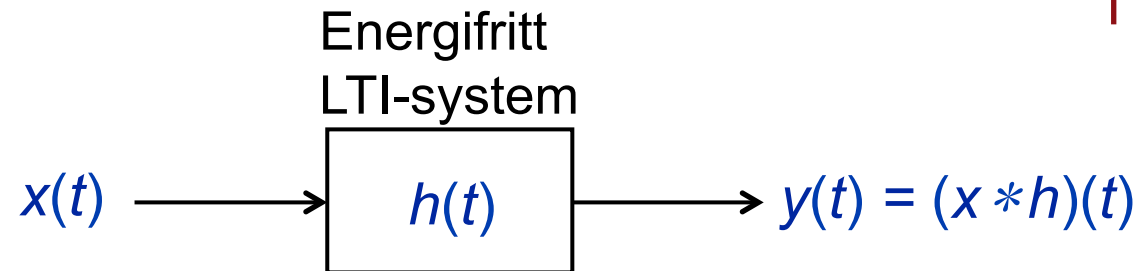 Energifritt
LTI-system
x(t) h(t) y(t) = (x ∗ h)(t)